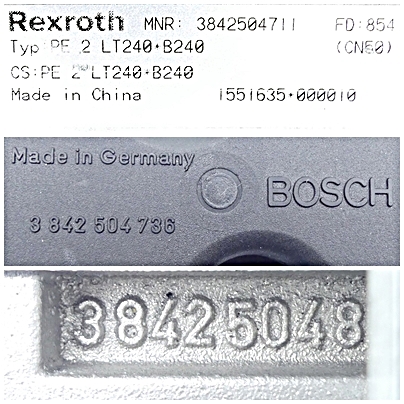 Rexroth MNR: 3842504711 FD:854
Typ:PE 2 LT240+B240 (CN60)
CS:PE 2 LT240+B240
Made in China 1551635+000010
Made in Germany
BOSCH
3 842 504 736
38425048